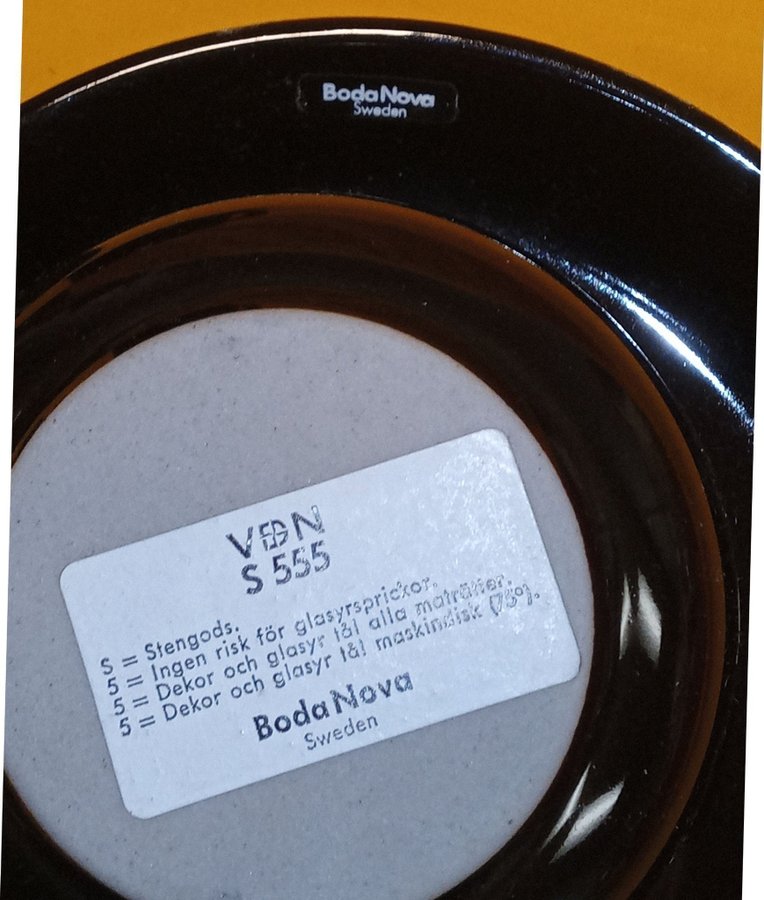 BodaNova
Sweden
VDN
S 555
S = Stengods.
5 = Ingen risk för glasyrsprickor.
5 = Dekor och glasyr tål alla maträtter.
5 = Dekor och glasyr tål maskindisk (75°).
BodaNova
Sweden